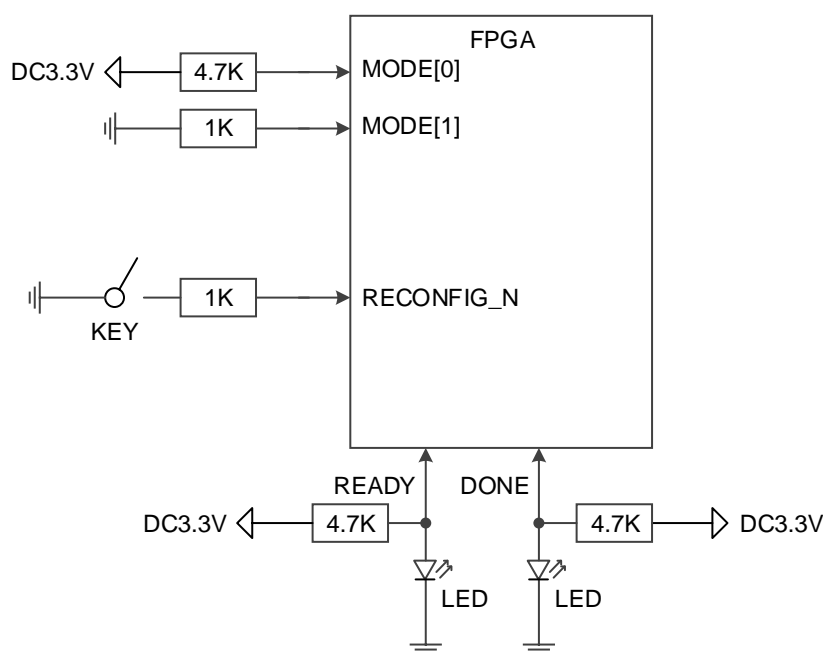 FPGA
DC3.3V
4.7K
MODE[0]
1K
MODE[1]
1K
RECONFIG_N
KEY
READY
DONE
DC3.3V
4.7K
4.7K
DC3.3V
LED
LED